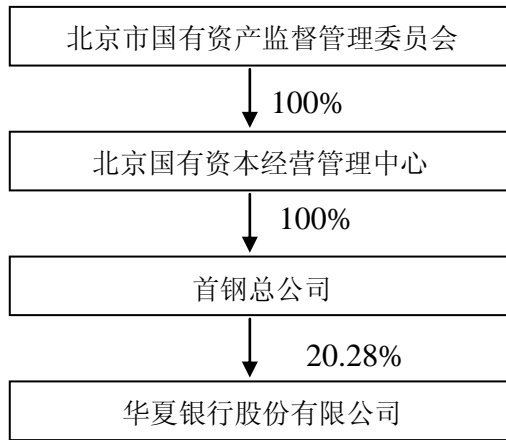 北京市国有资产监督管理委员会
100%
北京国有资本经营管理中心
100%
首钢总公司
20.28%
华夏银行股份有限公司